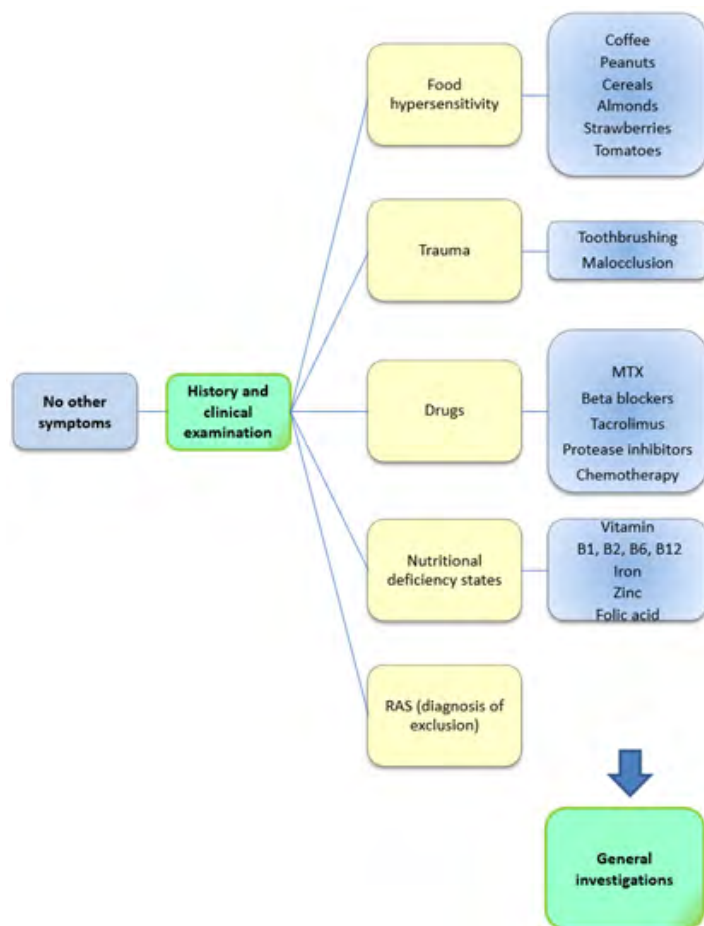 No other
symptoms
History and
clinical
examination
Food
hypersensitivity
Coffee
Peanuts
Cereals
Almonds
Strawberries
Tomatoes
Trauma
Toothbrushing
Malocclusion
Drugs
MTX
Beta blockers
Tacrolimus
Protease inhibitors
Chemotherapy
Nutritional
deficiency states
Vitamin
B1, B2, B6, B12
Iron
Zinc
Folic acid
RAS (diagnosis of
exclusion)
General
investigations